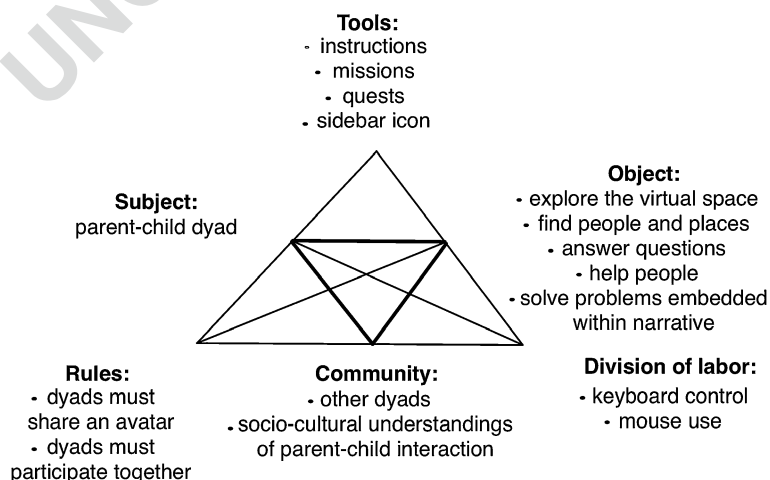 UNC
Tools:
- instructions
- missions
- quests
- sidebar icon
Subject:
parent-child dyad
Object:
- explore the virtual space
- find people and places
- answer questions
- help people
- solve problems embedded
within narrative
Rules:
- dyads must
share an avatar
- dyads must
participate together
Community:
- other dyads
- socio-cultural understandings
of parent-child interaction
Division of labor:
- keyboard control
- mouse use